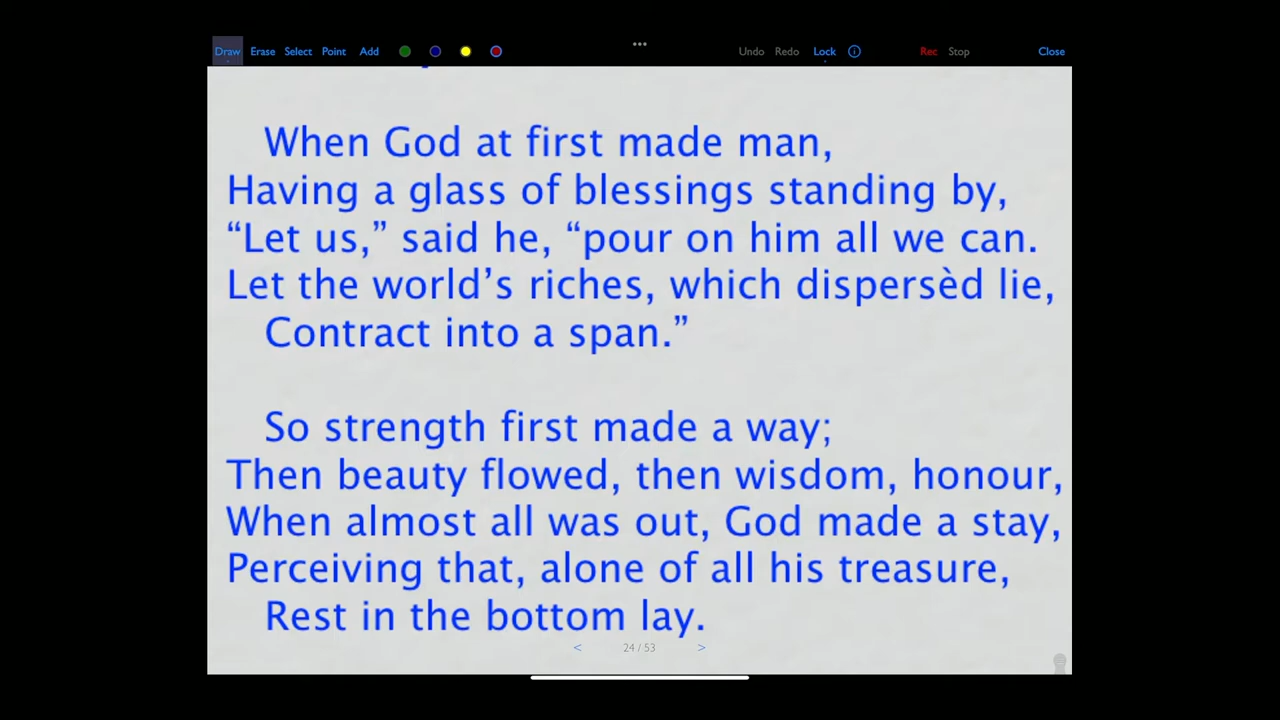 Draw Erase Select Point Add ••• Undo Redo Lock Rec Stop Close
When God at first made man,
Having a glass of blessings standing by,
“Let us,” said he, “pour on him all we can.
Let the world’s riches, which dispersèd lie,
Contract into a span.”
So strength first made a way;
Then beauty flowed, then wisdom, honour,
When almost all was out, God made a stay,
Perceiving that, alone of all his treasure,
Rest in the bottom lay.
< 24 / 53 >